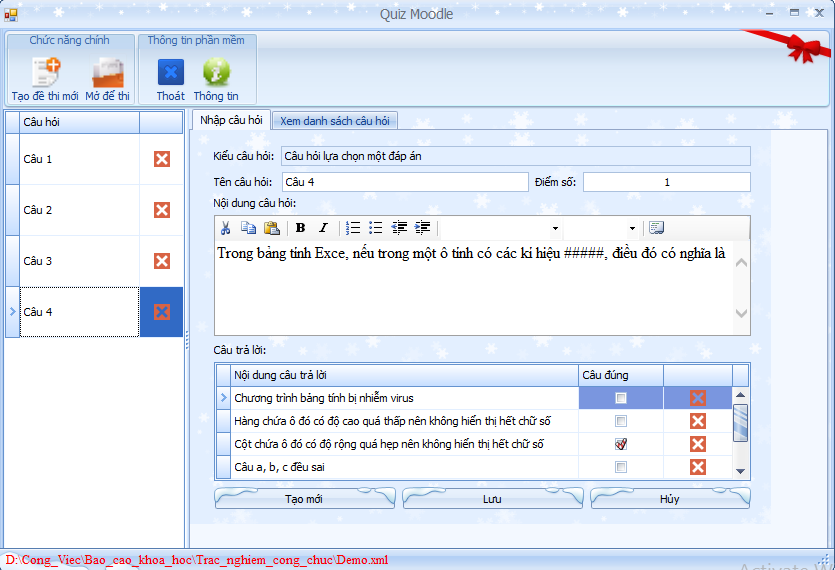 Quiz Moodle
Chức năng chính
Thông tin phần mềm
Tạo đề thi mới
Mở đế thi
Thoát
Thông tin
Câu hỏi
Câu 1
Câu 2
Câu 3
Câu 4
Nhập câu hỏi
Xem danh sách câu hỏi
Kiểu câu hỏi:
Câu hỏi lựa chọn một đáp án
Tên câu hỏi:
Câu 4
Điểm số:
1
Nội dung câu hỏi:
B I
Trong bảng tính Exce, nếu trong một ô tính có các kí hiệu #####, điều đó có nghĩa là
Câu trả lời:
Nội dung câu trả lời
Câu đúng
Chương trình bảng tính bị nhiễm virus
Hàng chứa ô đó có độ cao quá thấp nên không hiển thị hết chữ số
Cột chứa ô đó có độ rộng quá hẹp nên không hiển thị hết chữ số
Câu a, b, c đều sai
Tạo mới
Lưu
Hủy
D:\Cong_Viec\Bao_cao_khoa_hoc\Trac_nghiem_cong_chuc\Demo.xml